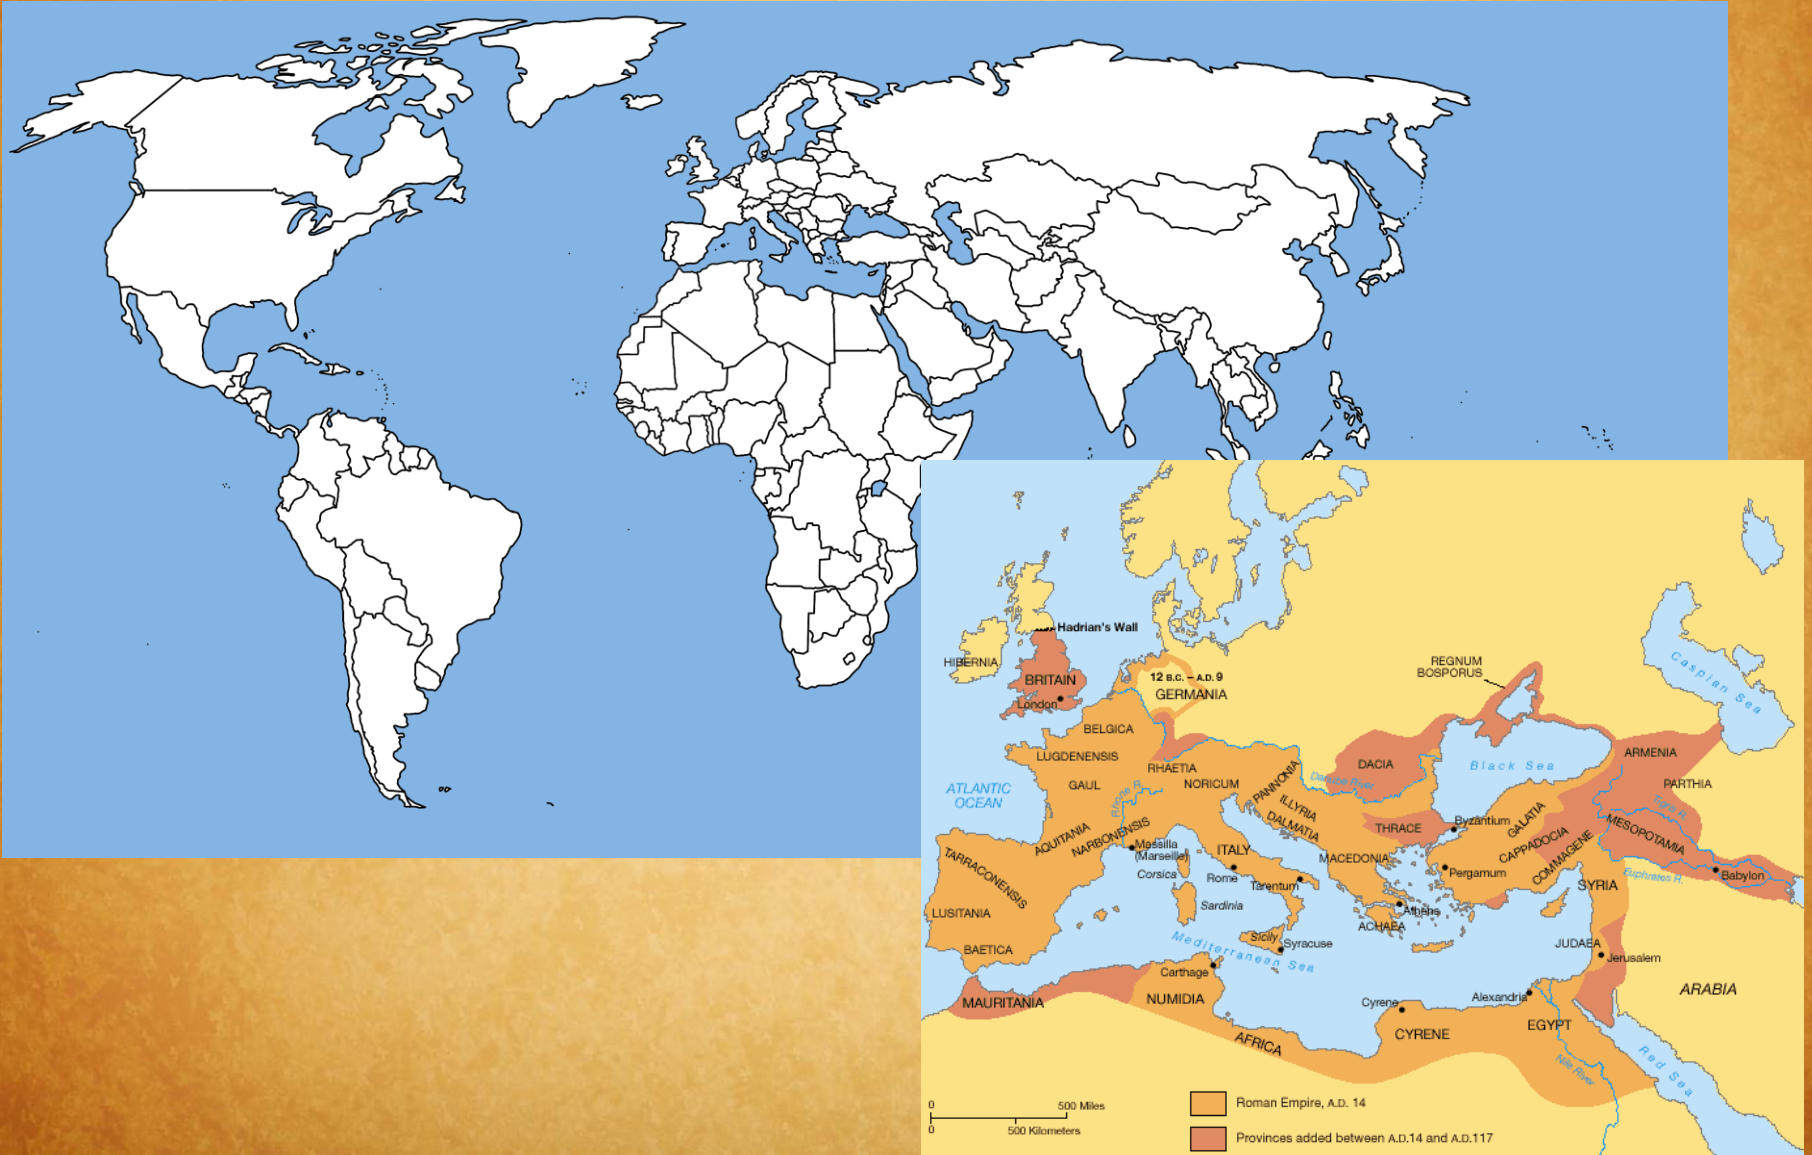 Hadrian's Wall
HIBERNIA
BRITAIN
London
12 B.C. – A.D. 9
GERMANIA
REGNUM
BOSPORUS
Caspian Sea
BELGICA
LUGDENENSIS
GAUL
RHAETIA
NORICUM
PANNONIA
ILLYRIA
DALMATIA
DACIA
Danube River
Black Sea
ARMENIA
PARTHIA
Tigris R.
ATLANTIC
OCEAN
Rhone R.
AQUITANIA
NARBONENSIS
Massilia
(Marseille)
Corsica
ITALY
Rome
Tarentum
Sardinia
THRACE
Byzantium
MACEDONIA
GALATIA
CAPPADOCIA
COMMAGENE
MESOPOTAMIA
Pergamum
Euphrates R.
Babylon
SYRIA
TARRACONENSIS
LUSITANIA
BAETICA
Athens
ACHAEA
Sicily
Syracuse
Mediterranean Sea
JUDAEA
Jerusalem
Carthage
MAURITANIA
NUMIDIA
Cyrene
Alexandria
ARABIA
AFRICA
CYRENE
EGYPT
Nile River
Red Sea
0 500 Miles
0 500 Kilometers
Roman Empire, A.D. 14
Provinces added between A.D.14 and A.D.117